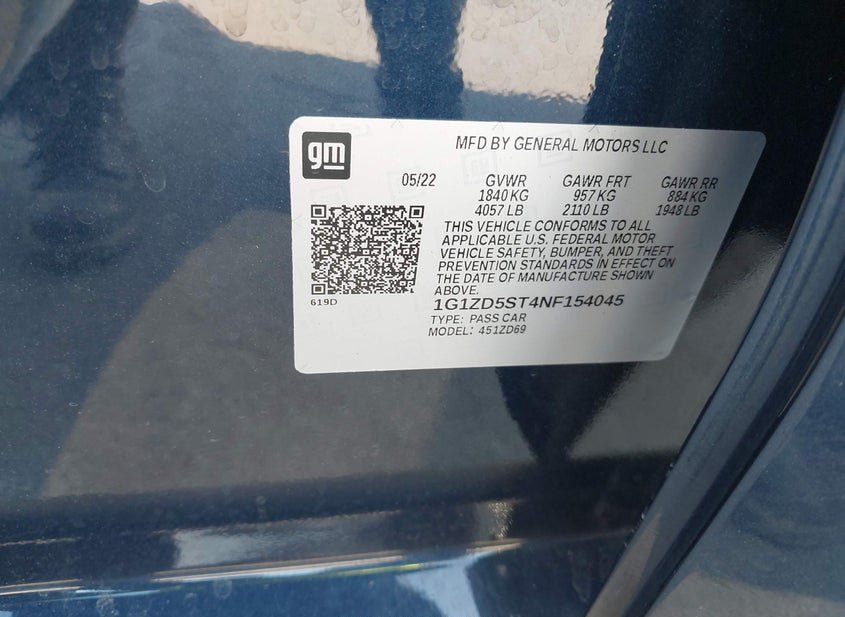 gm
MFD BY GENERAL MOTORS LLC
05/22 GVWR GAWR FRT GAWR RR
1840 KG 957 KG 884 KG
4057 LB 2110 LB 1948 LB
THIS VEHICLE CONFORMS TO ALL
APPLICABLE U.S. FEDERAL MOTOR
VEHICLE SAFETY, BUMPER, AND THEFT
PREVENTION STANDARDS IN EFFECT ON
THE DATE OF MANUFACTURE SHOWN
ABOVE.
619D
1G1ZD5ST4NF154045
TYPE: PASS CAR
MODEL: 451ZD69